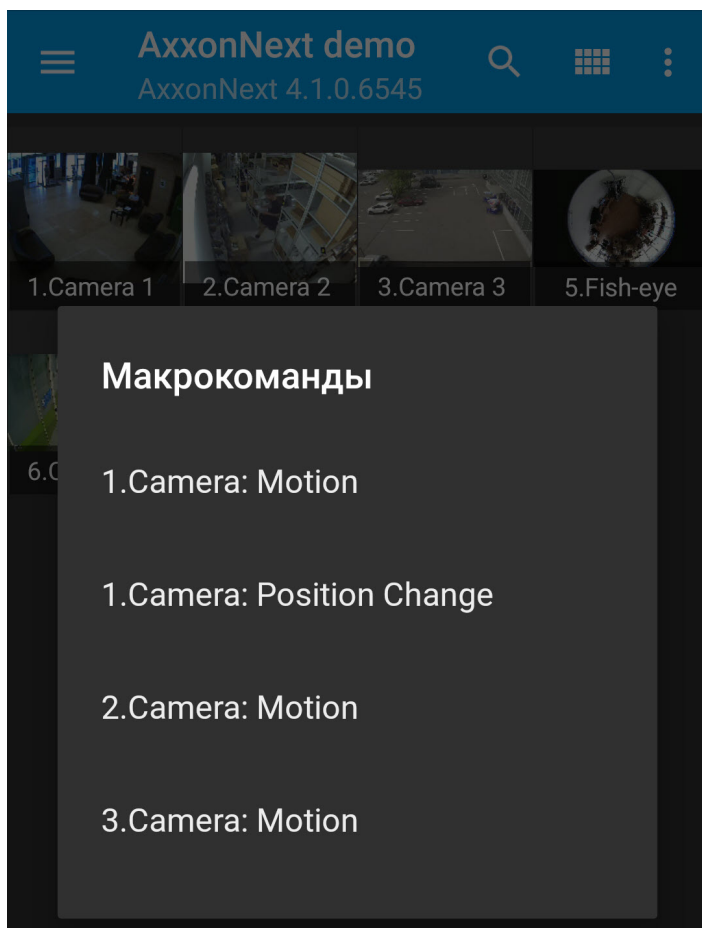 AxxonNext demo
AxxonNext 4.1.0.6545
1.Camera 1
2.Camera 2
3.Camera 3
5.Fish-eye
Макрокоманды
6.C
1.Camera: Motion
1.Camera: Position Change
2.Camera: Motion
3.Camera: Motion